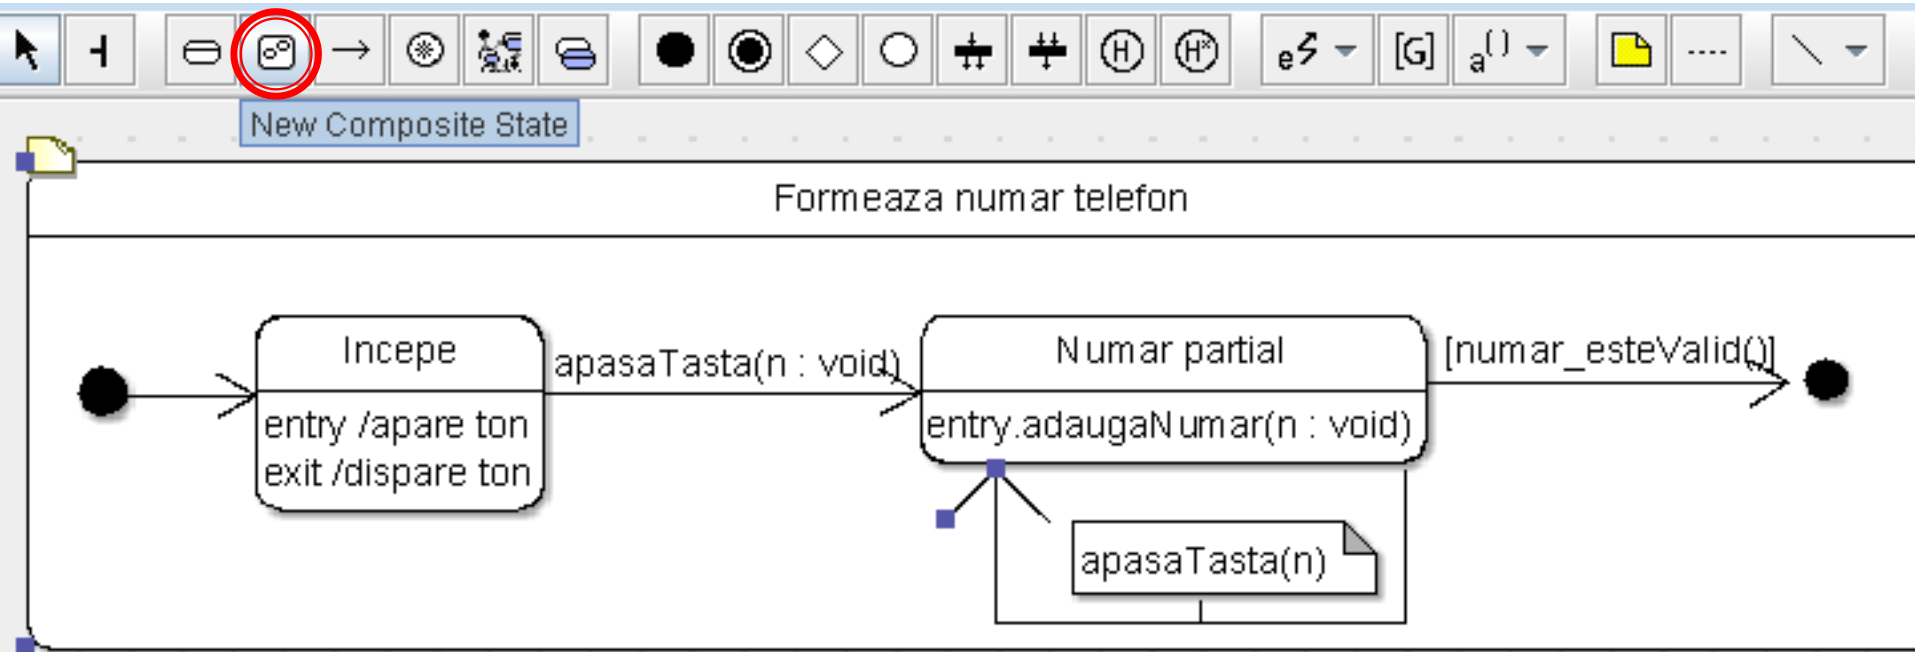 H H*
e [G] a()
New Composite State
Formeaza numar telefon
Incepe
entry /apare ton
exit /dispare ton
apasaTasta(n : void)
Numar partial
entry.adaugaNumar(n : void)
[numar_esteValid()]
apasaTasta(n)